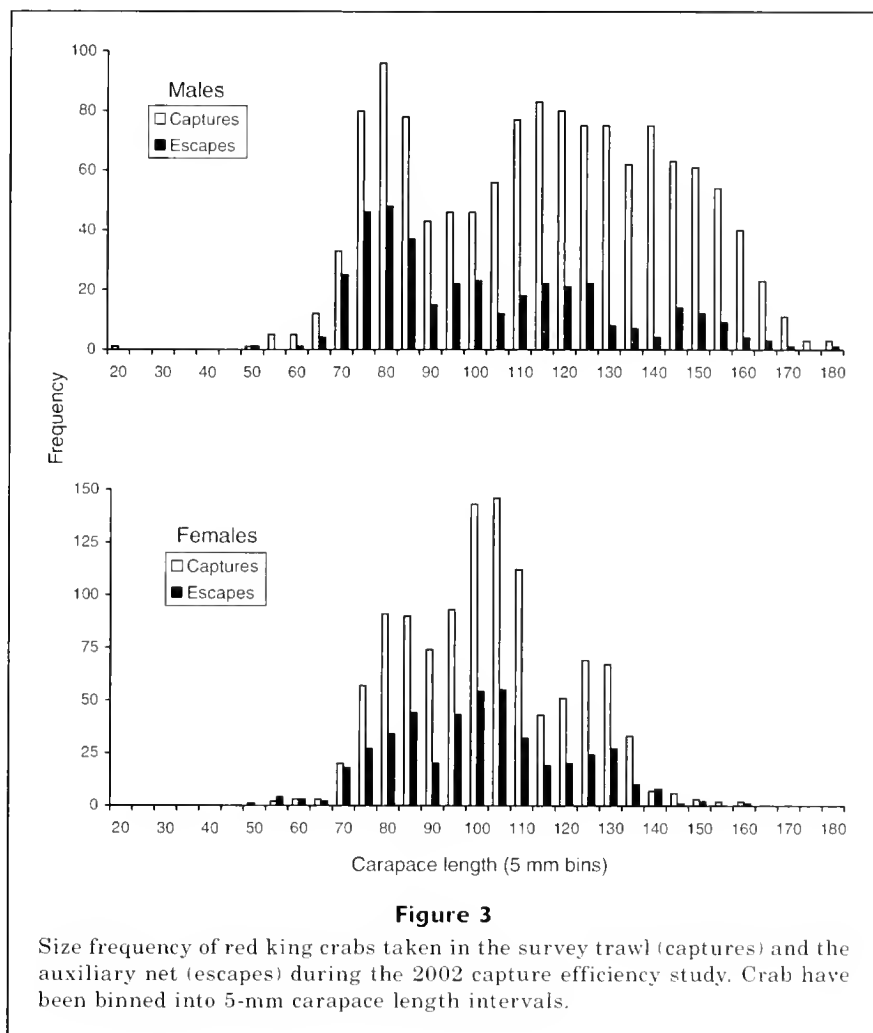 100
80
60
40
20
0
Males
Captures
Escapes
20 30 40 50 60 70 80 90 100 110 120 130 140 150 160 170 180
Frequency
150
125
100
75
50
25
0
Females
Captures
Escapes
20 30 40 50 60 70 80 90 100 110 120 130 140 150 160 170 180
Carapace length (5 mm bins)
Figure 3
Size frequency of red king crabs taken in the survey trawl (captures) and the
auxiliary net (escapes) during the 2002 capture efficiency study. Crab have
been binned into 5-mm carapace length intervals.